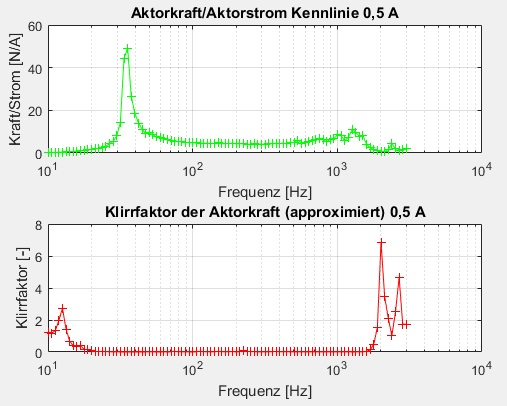 Aktorkraft/Aktorstrom Kennlinie 0,5 A
Kraft/Strom [N/A]
60
40
20
0
10^1
10^2
10^3
10^4
Frequenz [Hz]
Klirrfaktor der Aktorkraft (approximiert) 0,5 A
Klirrfaktor [-]
8
6
4
2
0
10^1
10^2
10^3
10^4
Frequenz [Hz]